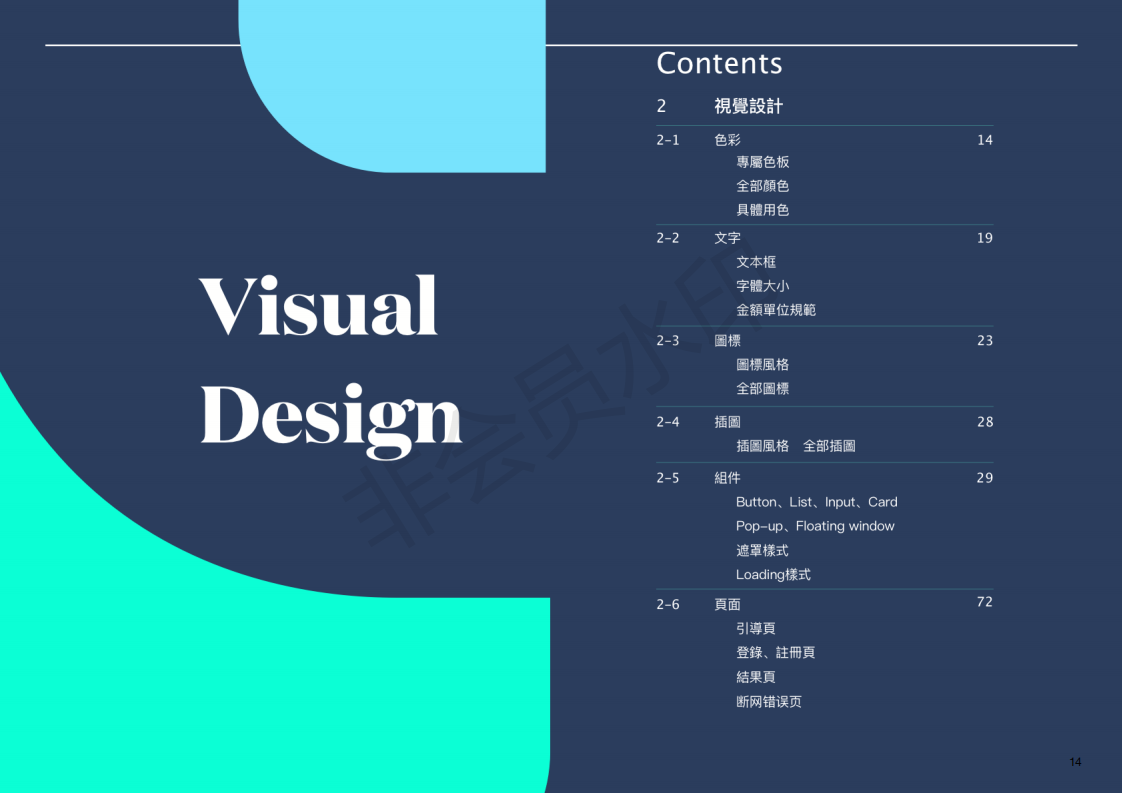 Visual
Design
Contents
2 視覺設計
2-1 色彩 14
專屬色板
全部顏色
具體用色
2-2 文字 19
文本框
字體大小
金額單位規範
2-3 圖標 23
圖標風格
全部圖標
2-4 插圖 28
插圖風格 全部插圖
2-5 組件 29
Button、List、Input、Card
Pop-up、Floating window
遮罩樣式
Loading樣式
2-6 頁面 72
引導頁
登錄、註冊頁
結果頁
断网错误页
非会员水印
14